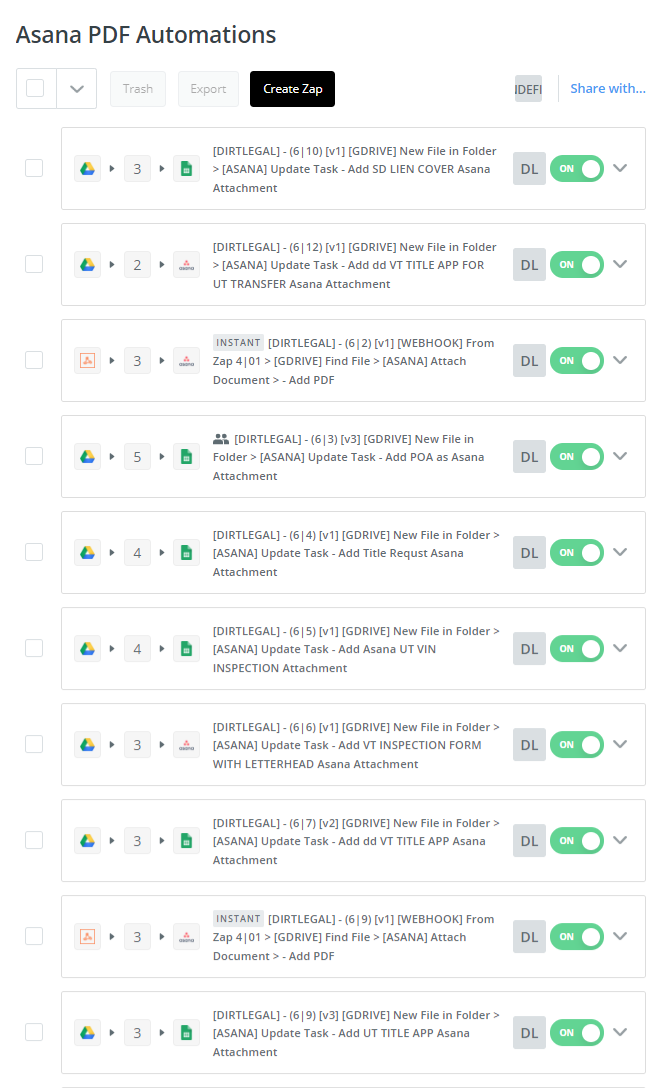 Asana PDF Automations
Trash
Export
Create Zap
NDEFI
Share with...
3
[DIRTLEGAL] - (6|10) [v1] [GDRIVE] New File in Folder
> [ASANA] Update Task - Add SD LIEN COVER Asana
Attachment
DL
ON
2
[DIRTLEGAL] - (6|12) [v1] [GDRIVE] New File in Folder
> [ASANA] Update Task - Add dd VT TITLE APP FOR
UT TRANSFER Asana Attachment
DL
ON
3
INSTANT [DIRTLEGAL] - (6|2) [v1] [WEBHOOK] From
Zap 4|01 > [GDRIVE] Find File > [ASANA] Attach
Document > - Add PDF
DL
ON
5
[DIRTLEGAL] - (6|3) [v3] [GDRIVE] New File in
Folder > [ASANA] Update Task - Add POA as Asana
Attachment
DL
ON
4
[DIRTLEGAL] - (6|4) [v1] [GDRIVE] New File in Folder >
[ASANA] Update Task - Add Title Requst Asana
Attachment
DL
ON
4
[DIRTLEGAL] - (6|5) [v1] [GDRIVE] New File in Folder >
[ASANA] Update Task - Add Asana UT VIN
INSPECTION Attachment
DL
ON
3
[DIRTLEGAL] - (6|6) [v1] [GDRIVE] New File in Folder >
[ASANA] Update Task - Add VT INSPECTION FORM
WITH LETTERHEAD Asana Attachment
DL
ON
3
[DIRTLEGAL] - (6|7) [v2] [GDRIVE] New File in Folder >
[ASANA] Update Task - Add dd VT TITLE APP Asana
Attachment
DL
ON
3
INSTANT [DIRTLEGAL] - (6|9) [v1] [WEBHOOK] From
Zap 4|01 > [GDRIVE] Find File > [ASANA] Attach
Document > - Add PDF
DL
ON
3
[DIRTLEGAL] - (6|9) [v3] [GDRIVE] New File in Folder >
[ASANA] Update Task - Add UT TITLE APP Asana
Attachment
DL
ON